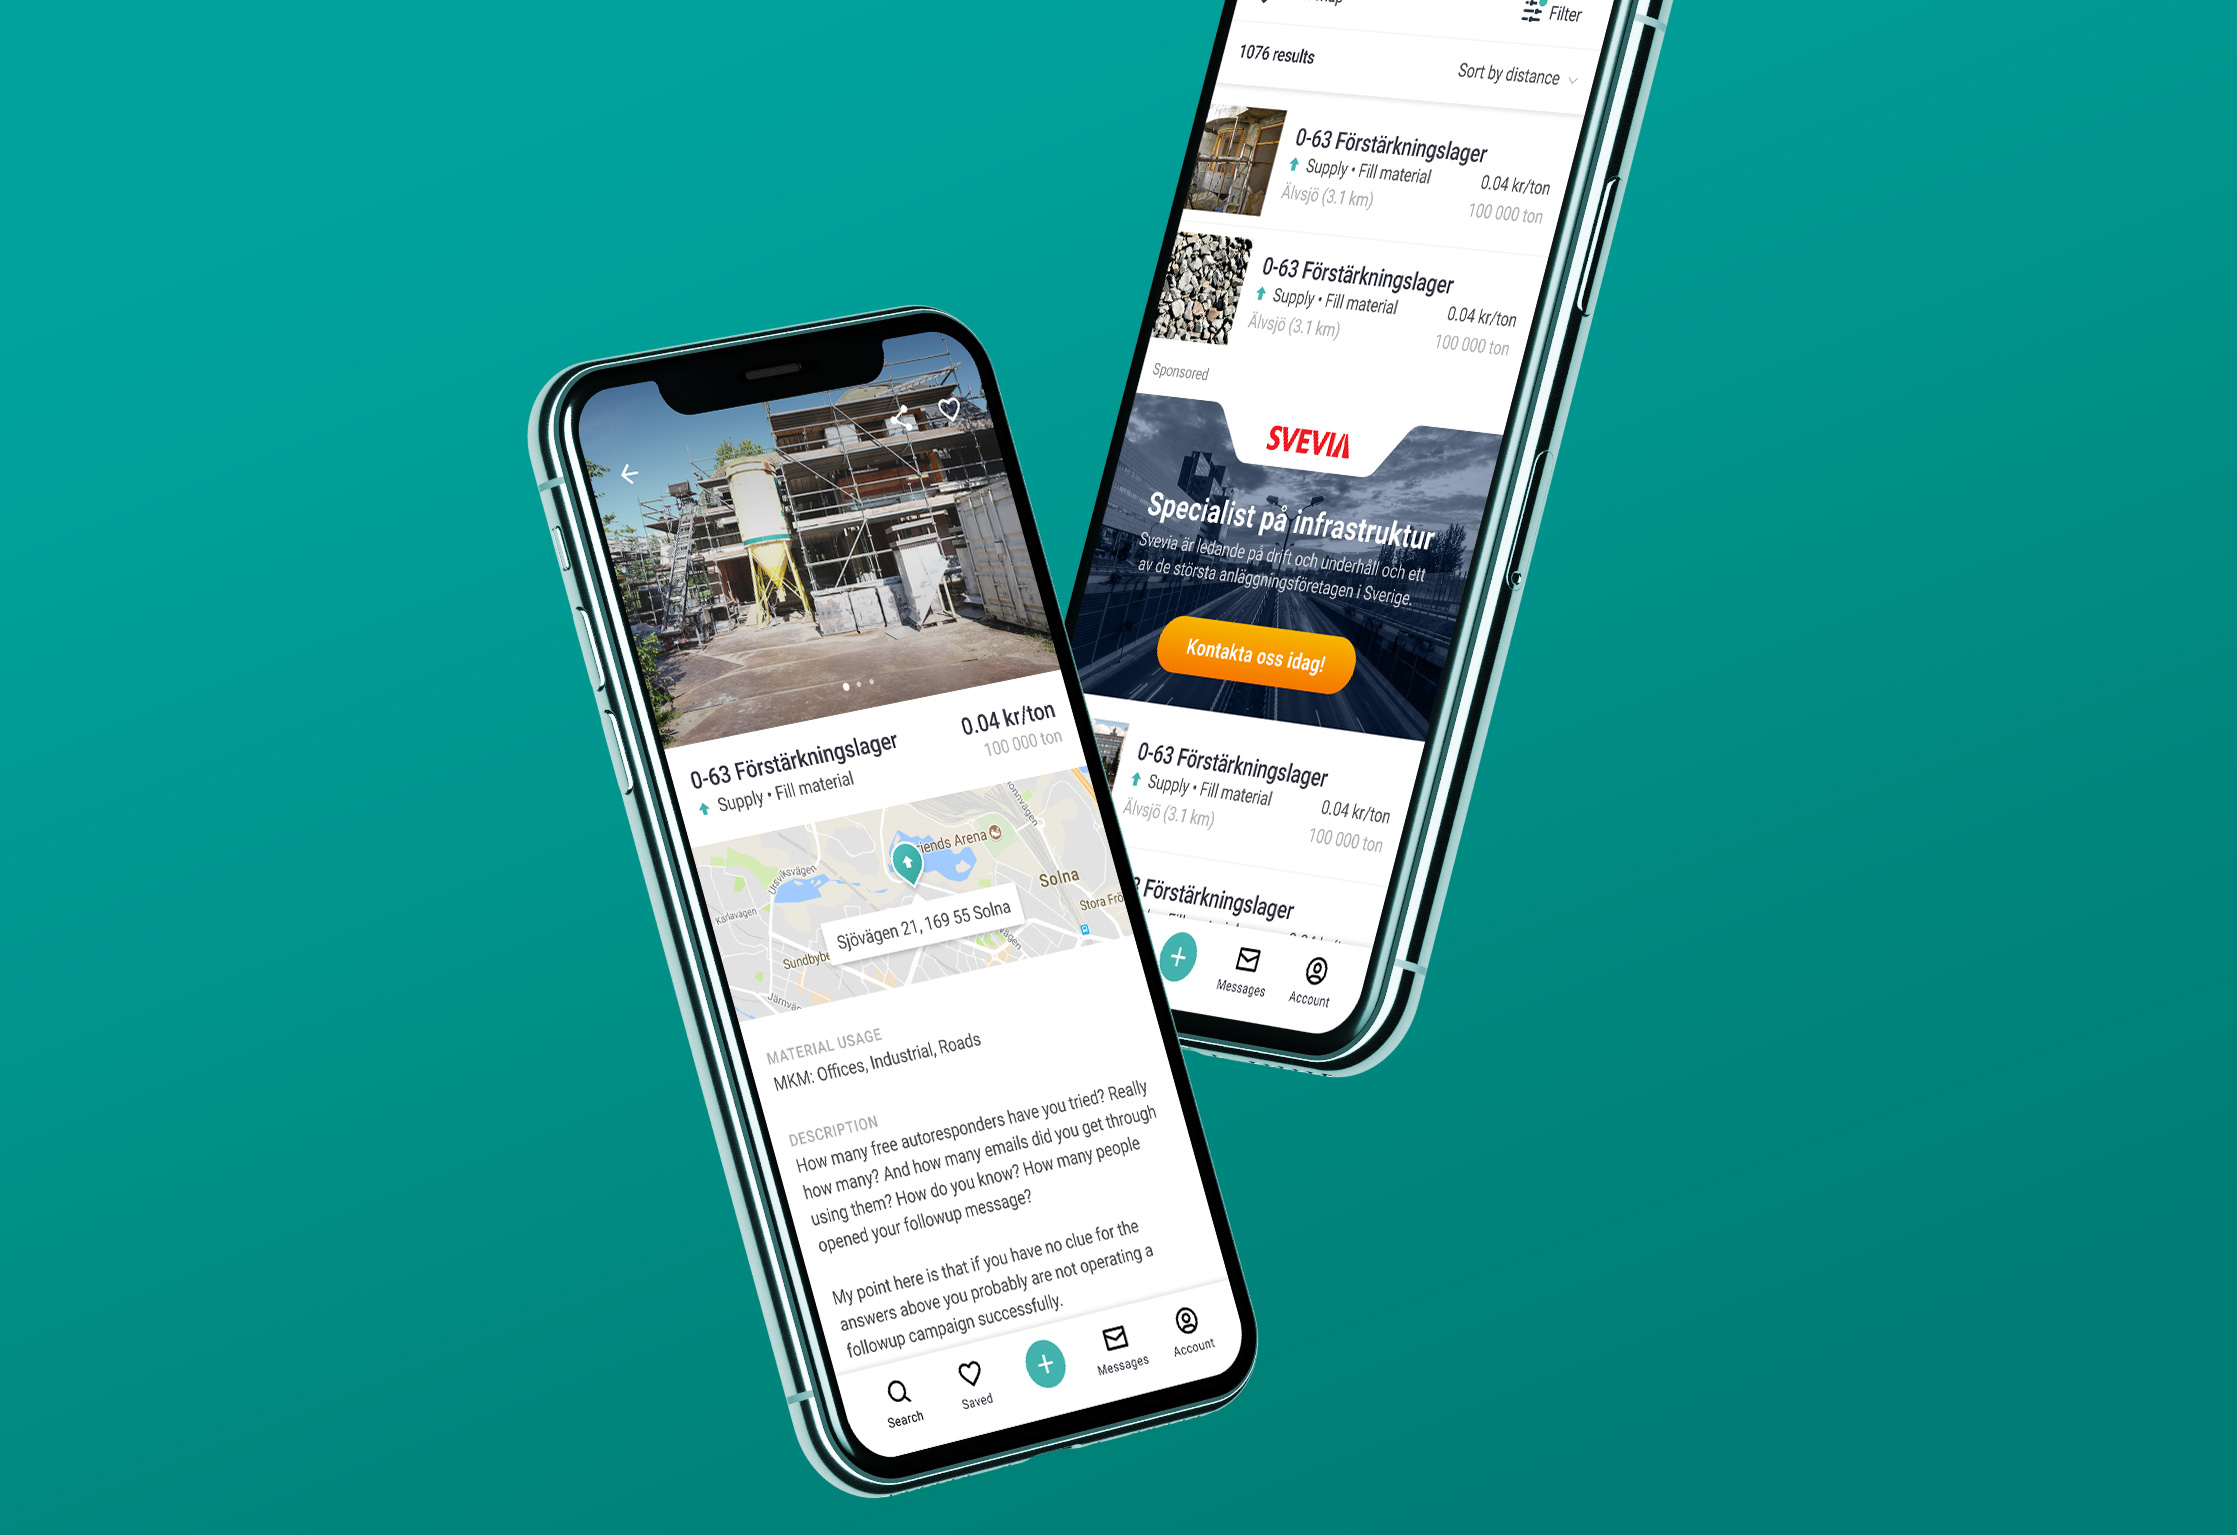 0-63 Förstärkningslager
0.04 kr/ton
Supply • Fill material
100 000 ton
Friends Arena
Solna
Stora Frö
Ursviksvägen
Karlavägen
Sjövägen 21, 169 55 Solna
Sundbybe
MATERIAL USAGE
MKM: Offices, Industrial, Roads
DESCRIPTION
How many free autoresponders have you tried? Really
how many? And how many emails did you get through
using them? How do you know? How many people
opened your followup message?
My point here is that if you have no clue for the
answers above you probably are not operating a
followup campaign successfully.
Search
Saved
Messages
Account
Filter
1076 results
Sort by distance
0-63 Förstärkningslager
Supply • Fill material
0.04 kr/ton
Älvsjö (3.1 km)
100 000 ton
0-63 Förstärkningslager
Supply • Fill material
0.04 kr/ton
Älvsjö (3.1 km)
100 000 ton
Sponsored
SVEVIA
Specialist på infrastruktur
Svevia är ledande på drift och underhåll och ett
av de största anläggningsföretagen i Sverige.
Kontakta oss idag!
0-63 Förstärkningslager
Supply • Fill material
0.04 kr/ton
Älvsjö (3.1 km)
100 000 ton
Förstärkningslager
Messages
Account